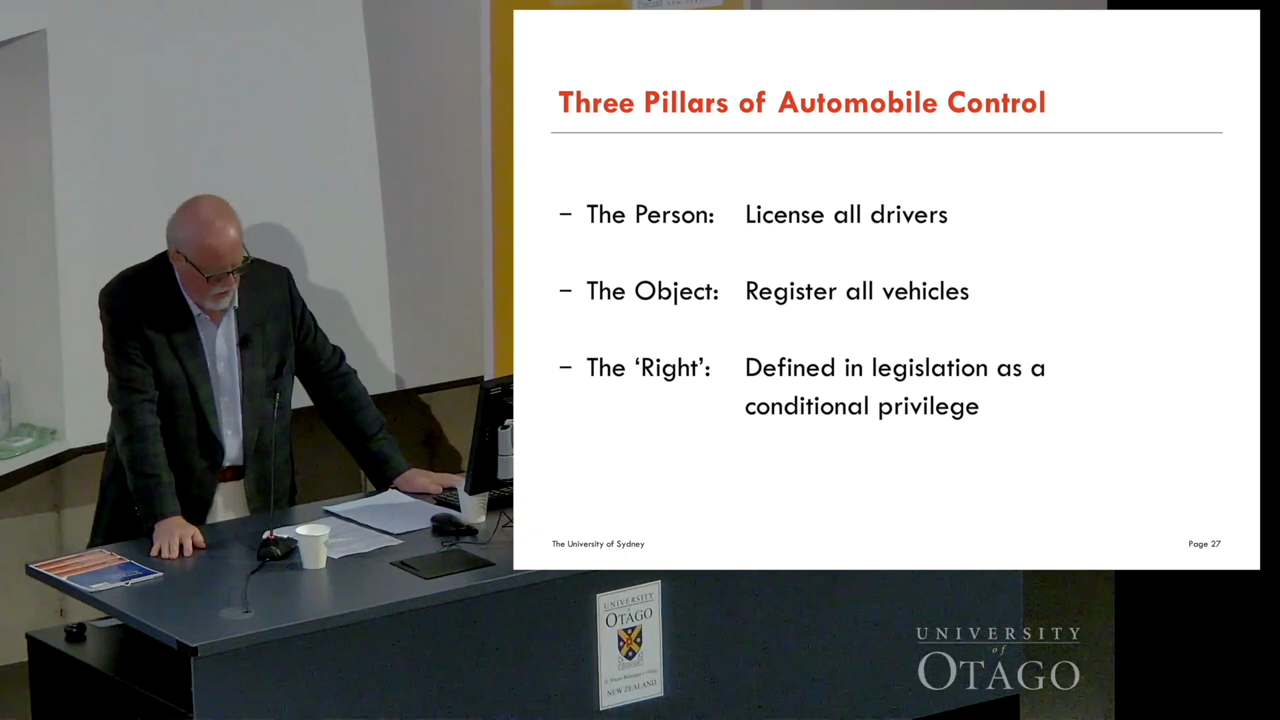 Three Pillars of Automobile Control
– The Person: License all drivers
– The Object: Register all vehicles
– The ‘Right’: Defined in legislation as a
conditional privilege
The University of Sydney
Page 27
UNIVERSITY
of
OTAGO
NEW ZEALAND
UNIVERSITY
of
OTAGO